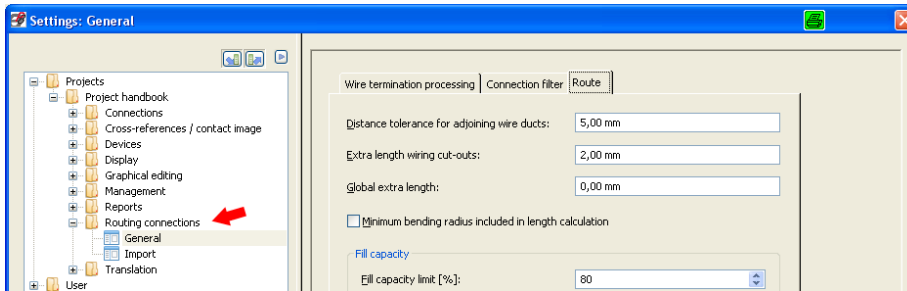 Settings: General
Projects
Project handbook
Connections
Cross-references / contact image
Devices
Display
Graphical editing
Management
Reports
Routing connections
General
Import
Translation
User
Wire termination processing Connection filter Route
Distance tolerance for adjoining wire ducts: 5,00 mm
Extra length wiring cut-outs: 2,00 mm
Global extra length: 0,00 mm
Minimum bending radius included in length calculation
Fill capacity
Fill capacity limit [%]: 80